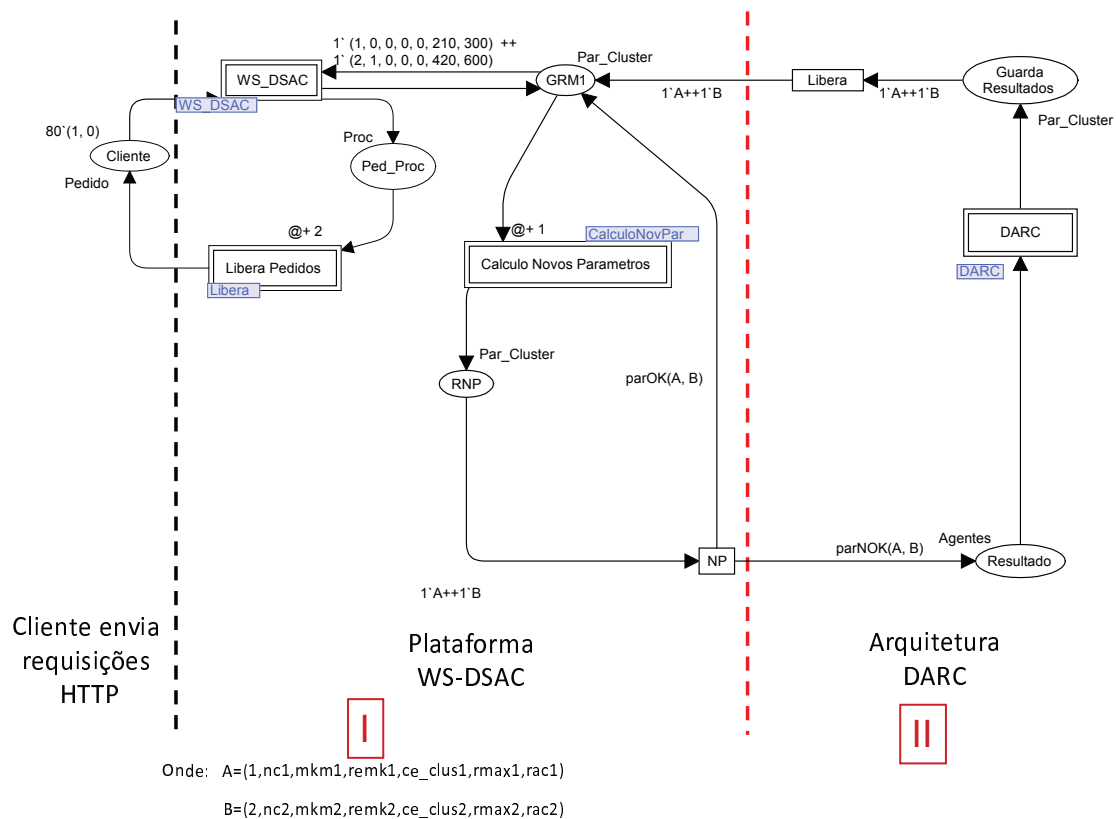 1` (1, 0, 0, 0, 0, 210, 300) ++
1` (2, 1, 0, 0, 0, 420, 600)
Par_Cluster
WS_DSAC
GRM1
Libera
Guarda
Resultados
WS_DSAC
1`A++1`B
1`A++1`B
Par_Cluster
80`(1, 0)
Proc
Cliente
Ped_Proc
Pedido
@+ 2
@+ 1
CalculoNovPar
DARC
Libera Pedidos
Calculo Novos Parametros
DARC
Libera
Par_Cluster
RNP
parOK(A, B)
Agentes
NP
parNOK(A, B)
Resultado
1`A++1`B
Cliente envia
requisições
HTTP
Plataforma
WS-DSAC
Arquitetura
DARC
I
II
Onde: A=(1,nc1,mkm1,remk1,ce_clus1,rmax1,rac1)
B=(2,nc2,mkm2,remk2,ce_clus2,rmax2,rac2)